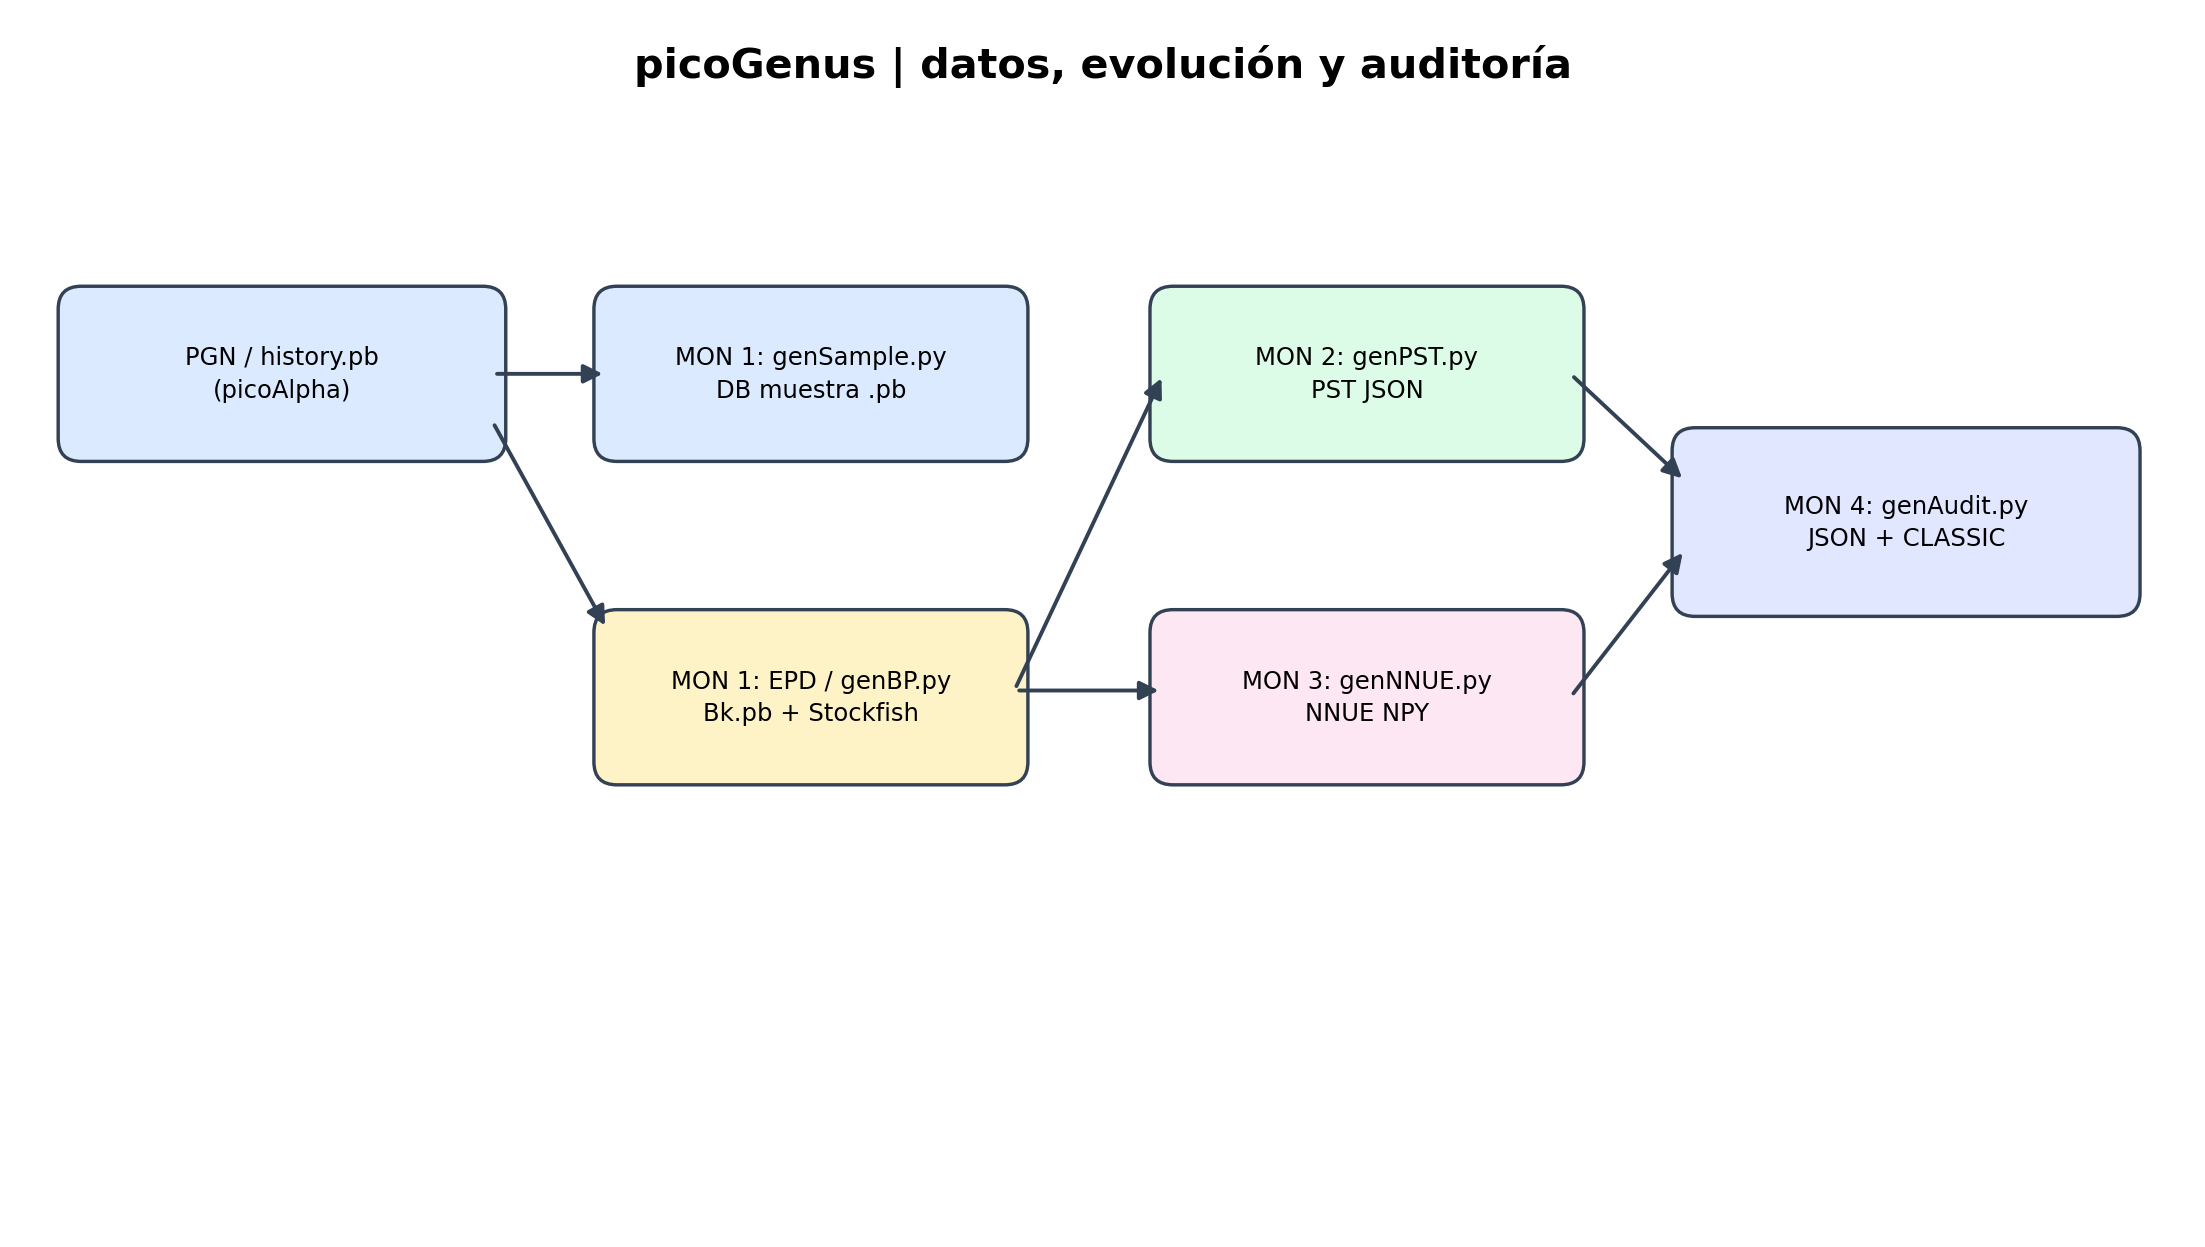 picoGenus | datos, evolución y auditoría
PGN / history.pb
(picoAlpha)
MON 1: genSample.py
DB muestra .pb
MON 2: genPST.py
PST JSON
MON 4: genAudit.py
JSON + CLASSIC
MON 1: EPD / genBP.py
Bk.pb + Stockfish
MON 3: genNNUE.py
NNUE NPY